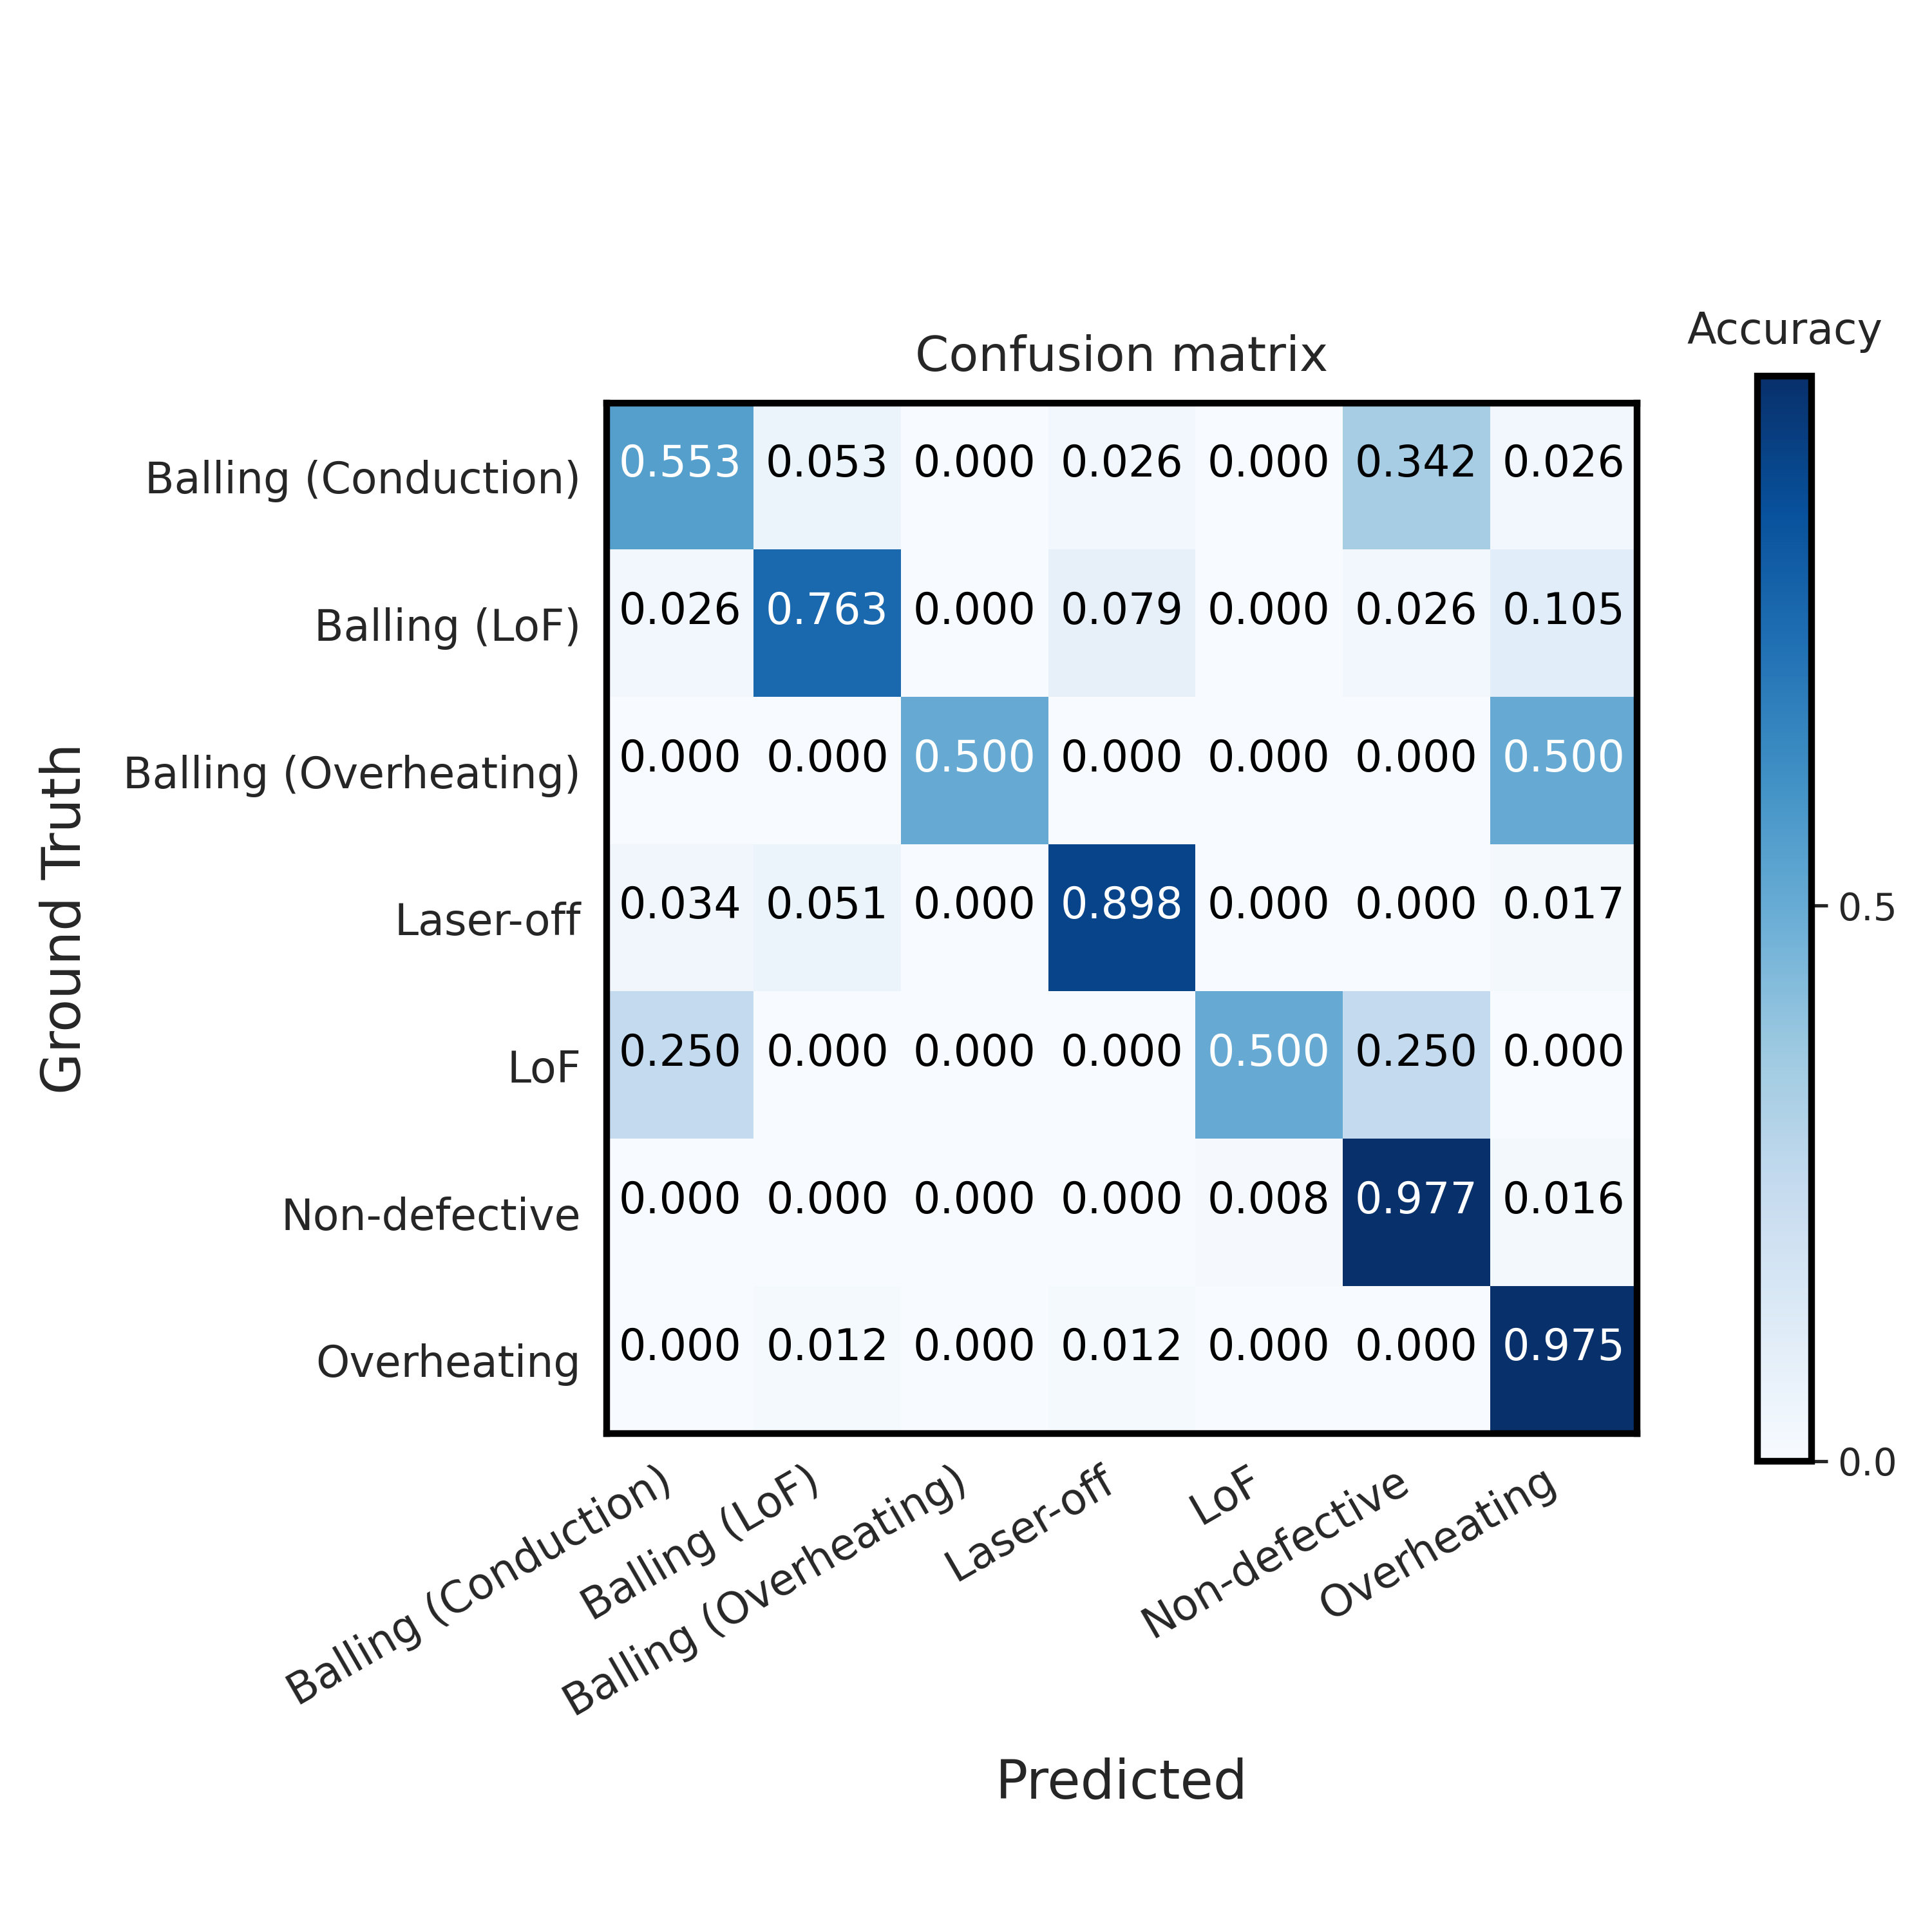 Accuracy
Confusion matrix
Balling (Conduction) 0.553 0.053 0.000 0.026 0.000 0.342 0.026
Balling (LoF) 0.026 0.763 0.000 0.079 0.000 0.026 0.105
Balling (Overheating) 0.000 0.000 0.500 0.000 0.000 0.000 0.500
Laser-off 0.034 0.051 0.000 0.898 0.000 0.000 0.017
LoF 0.250 0.000 0.000 0.000 0.500 0.250 0.000
Non-defective 0.000 0.000 0.000 0.000 0.008 0.977 0.016
Overheating 0.000 0.012 0.000 0.012 0.000 0.000 0.975
Ground Truth
0.5
0.0
Balling (Conduction)
Balling (LoF)
Balling (Overheating)
Laser-off
LoF
Non-defective
Overheating
Predicted